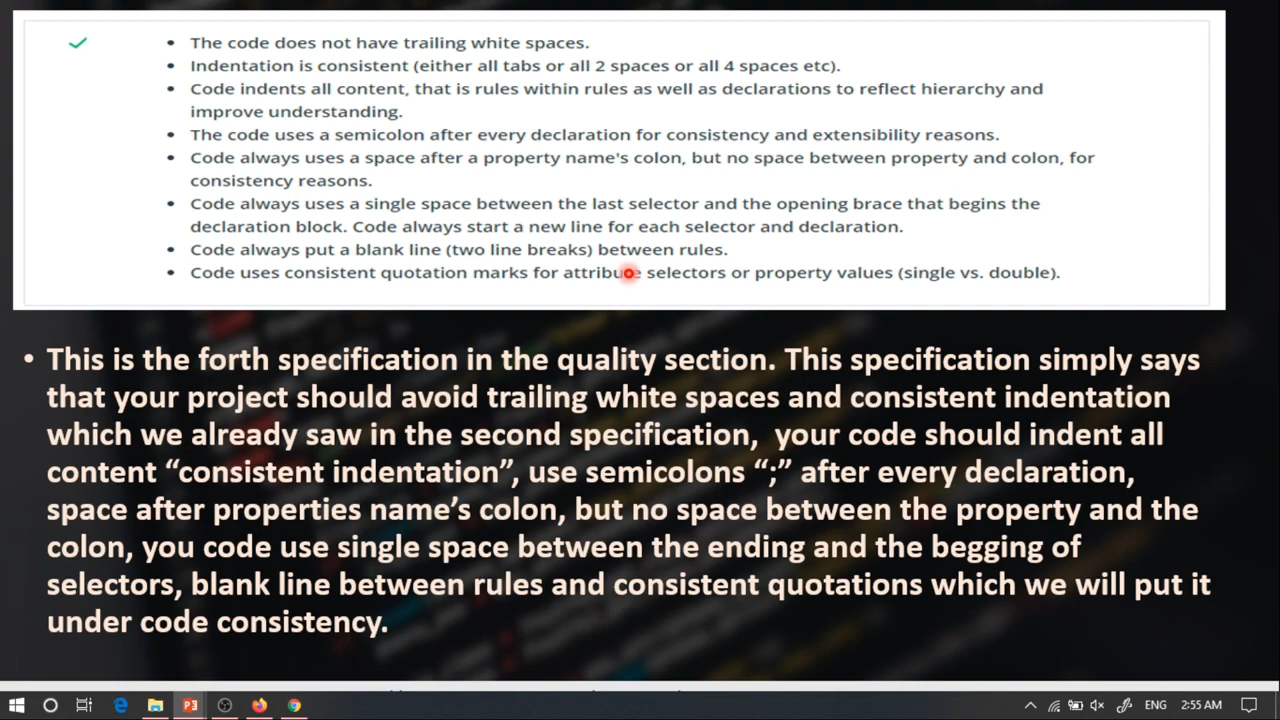 • The code does not have trailing white spaces.
• Indentation is consistent (either all tabs or all 2 spaces or all 4 spaces etc).
• Code indents all content, that is rules within rules as well as declarations to reflect hierarchy and
improve understanding.
• The code uses a semicolon after every declaration for consistency and extensibility reasons.
• Code always uses a space after a property name's colon, but no space between property and colon, for
consistency reasons.
• Code always uses a single space between the last selector and the opening brace that begins the
declaration block. Code always start a new line for each selector and declaration.
• Code always put a blank line (two line breaks) between rules.
• Code uses consistent quotation marks for attribute selectors or property values (single vs. double).
• This is the forth specification in the quality section. This specification simply says
that your project should avoid trailing white spaces and consistent indentation
which we already saw in the second specification,  your code should indent all
content “consistent indentation”, use semicolons “;” after every declaration,
space after properties name’s colon, but no space between the property and the
colon, you code use single space between the ending and the begging of
selectors, blank line between rules and consistent quotations which we will put it
under code consistency.
ENG 2:55 AM